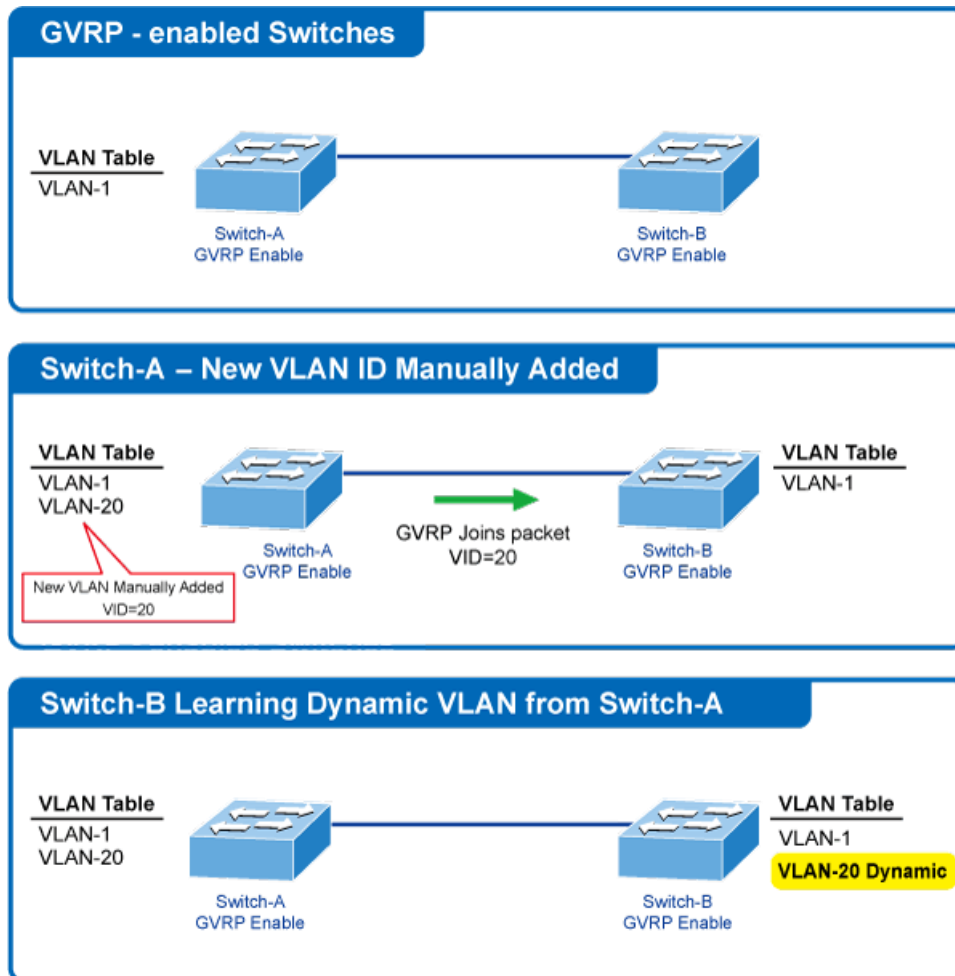 GVRP - enabled Switches
VLAN Table
VLAN-1
Switch-A
GVRP Enable
Switch-B
GVRP Enable
Switch-A – New VLAN ID Manually Added
VLAN Table
VLAN-1
VLAN-20
New VLAN Manually Added
VID=20
Switch-A
GVRP Enable
GVRP Joins packet
VID=20
Switch-B
GVRP Enable
VLAN Table
VLAN-1
Switch-B Learning Dynamic VLAN from Switch-A
VLAN Table
VLAN-1
VLAN-20
Switch-A
GVRP Enable
Switch-B
GVRP Enable
VLAN Table
VLAN-1
VLAN-20 Dynamic